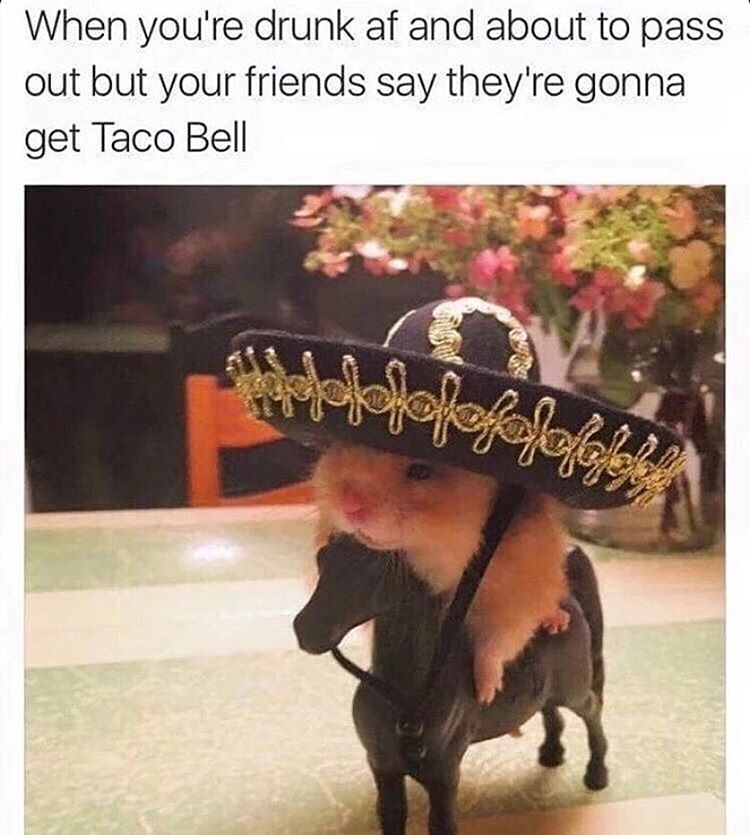 When you're drunk af and about to pass
out but your friends say they're gonna
get Taco Bell